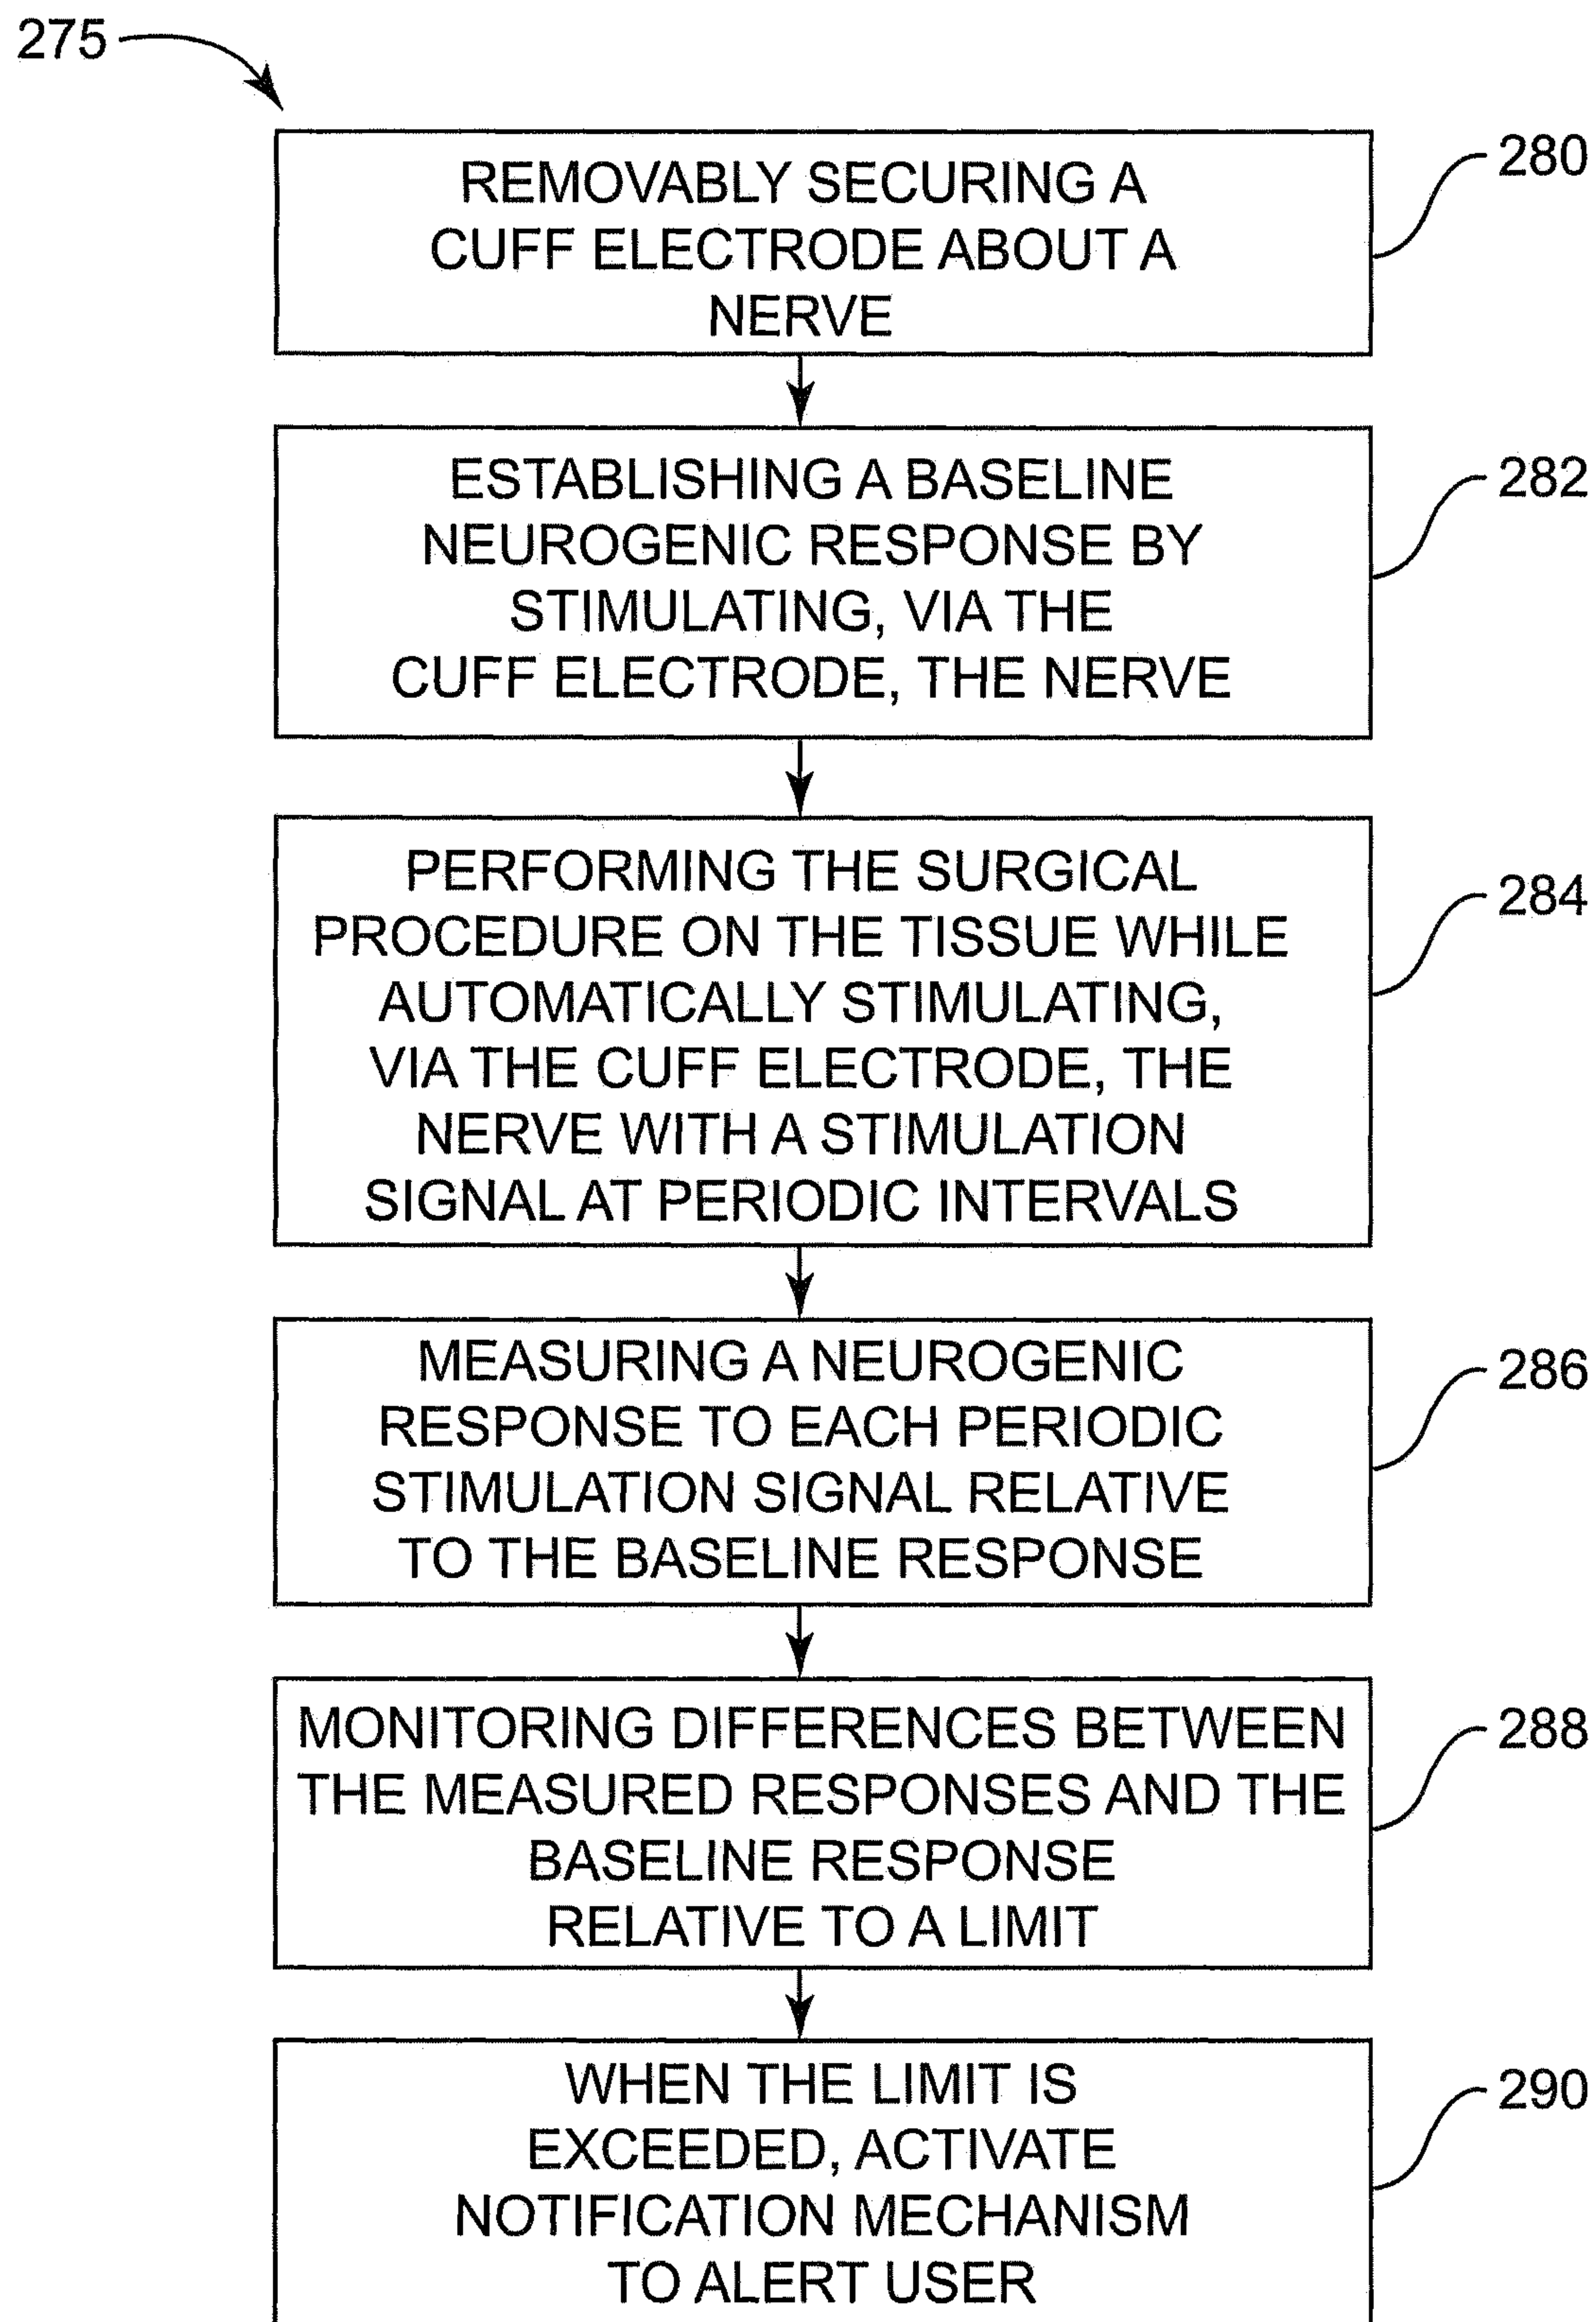 275
REMOVABLY SECURING A
CUFF ELECTRODE ABOUT A
NERVE
280
ESTABLISHING A BASELINE
NEUROGENIC RESPONSE BY
STIMULATING, VIA THE
CUFF ELECTRODE, THE NERVE
282
PERFORMING THE SURGICAL
PROCEDURE ON THE TISSUE WHILE
AUTOMATICALLY STIMULATING,
VIA THE CUFF ELECTRODE, THE
NERVE WITH A STIMULATION
SIGNAL AT PERIODIC INTERVALS
284
MEASURING A NEUROGENIC
RESPONSE TO EACH PERIODIC
STIMULATION SIGNAL RELATIVE
TO THE BASELINE RESPONSE
286
MONITORING DIFFERENCES BETWEEN
THE MEASURED RESPONSES AND THE
BASELINE RESPONSE
RELATIVE TO A LIMIT
288
WHEN THE LIMIT IS
EXCEEDED, ACTIVATE
NOTIFICATION MECHANISM
TO ALERT USER
290